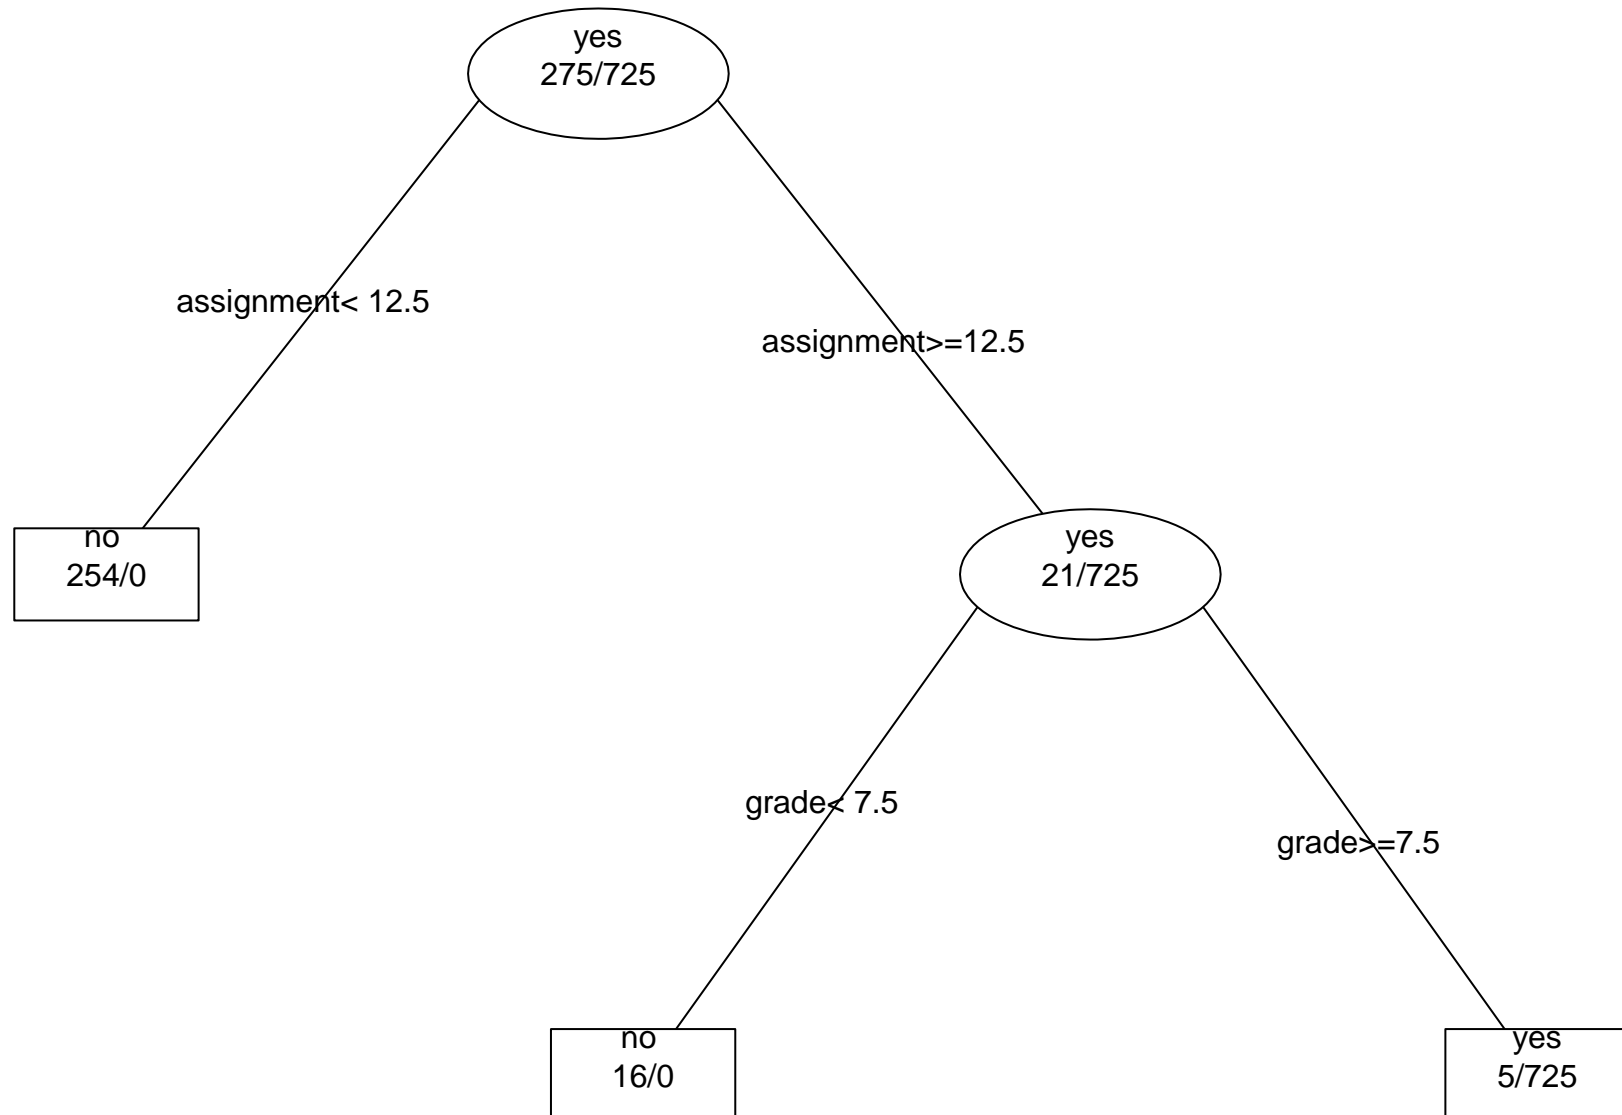 yes
275/725
assignment< 12.5
assignment>=12.5
no
254/0
yes
21/725
grade< 7.5
grade>=7.5
no
16/0
yes
5/725